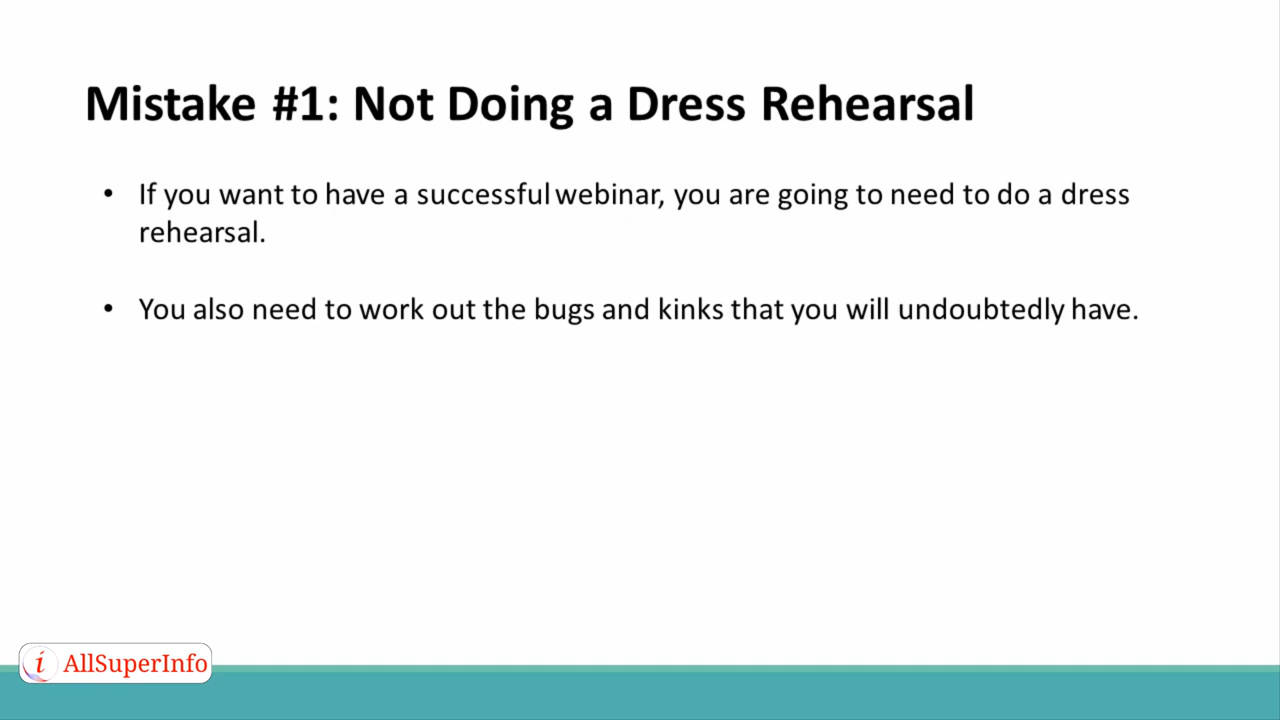 Mistake #1: Not Doing a Dress Rehearsal
• If you want to have a successful webinar, you are going to need to do a dress
rehearsal.
• You also need to work out the bugs and kinks that you will undoubtedly have.
i AllSuperInfo